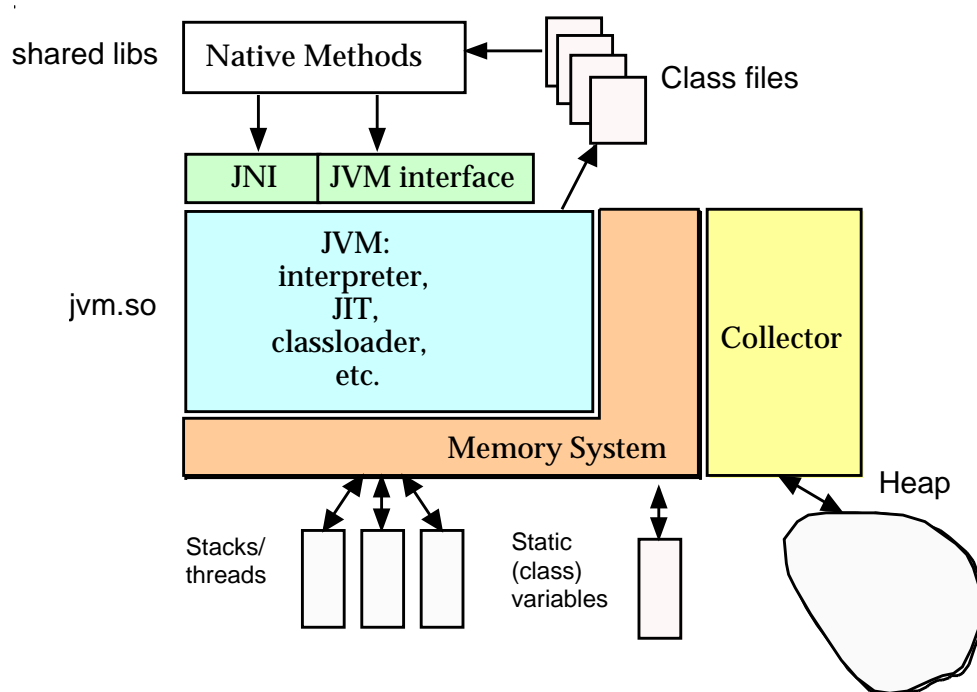 shared libs
Native Methods
Class files
JNI
JVM interface
JVM:
interpreter,
JIT,
classloader,
etc.
jvm.so
Collector
Memory System
Heap
Stacks/
threads
Static
(class)
variables